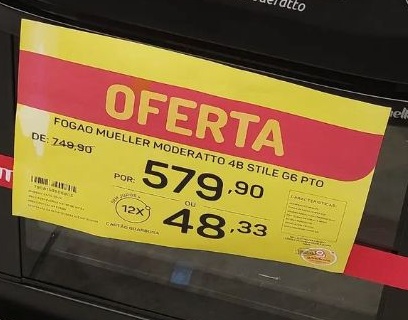 oderatto
OFERTA
FOGAO MUELLER MODERATTO 4B STILE G6 PTO
DE: 749,90
POR: 579,90
OU
12X 48,33